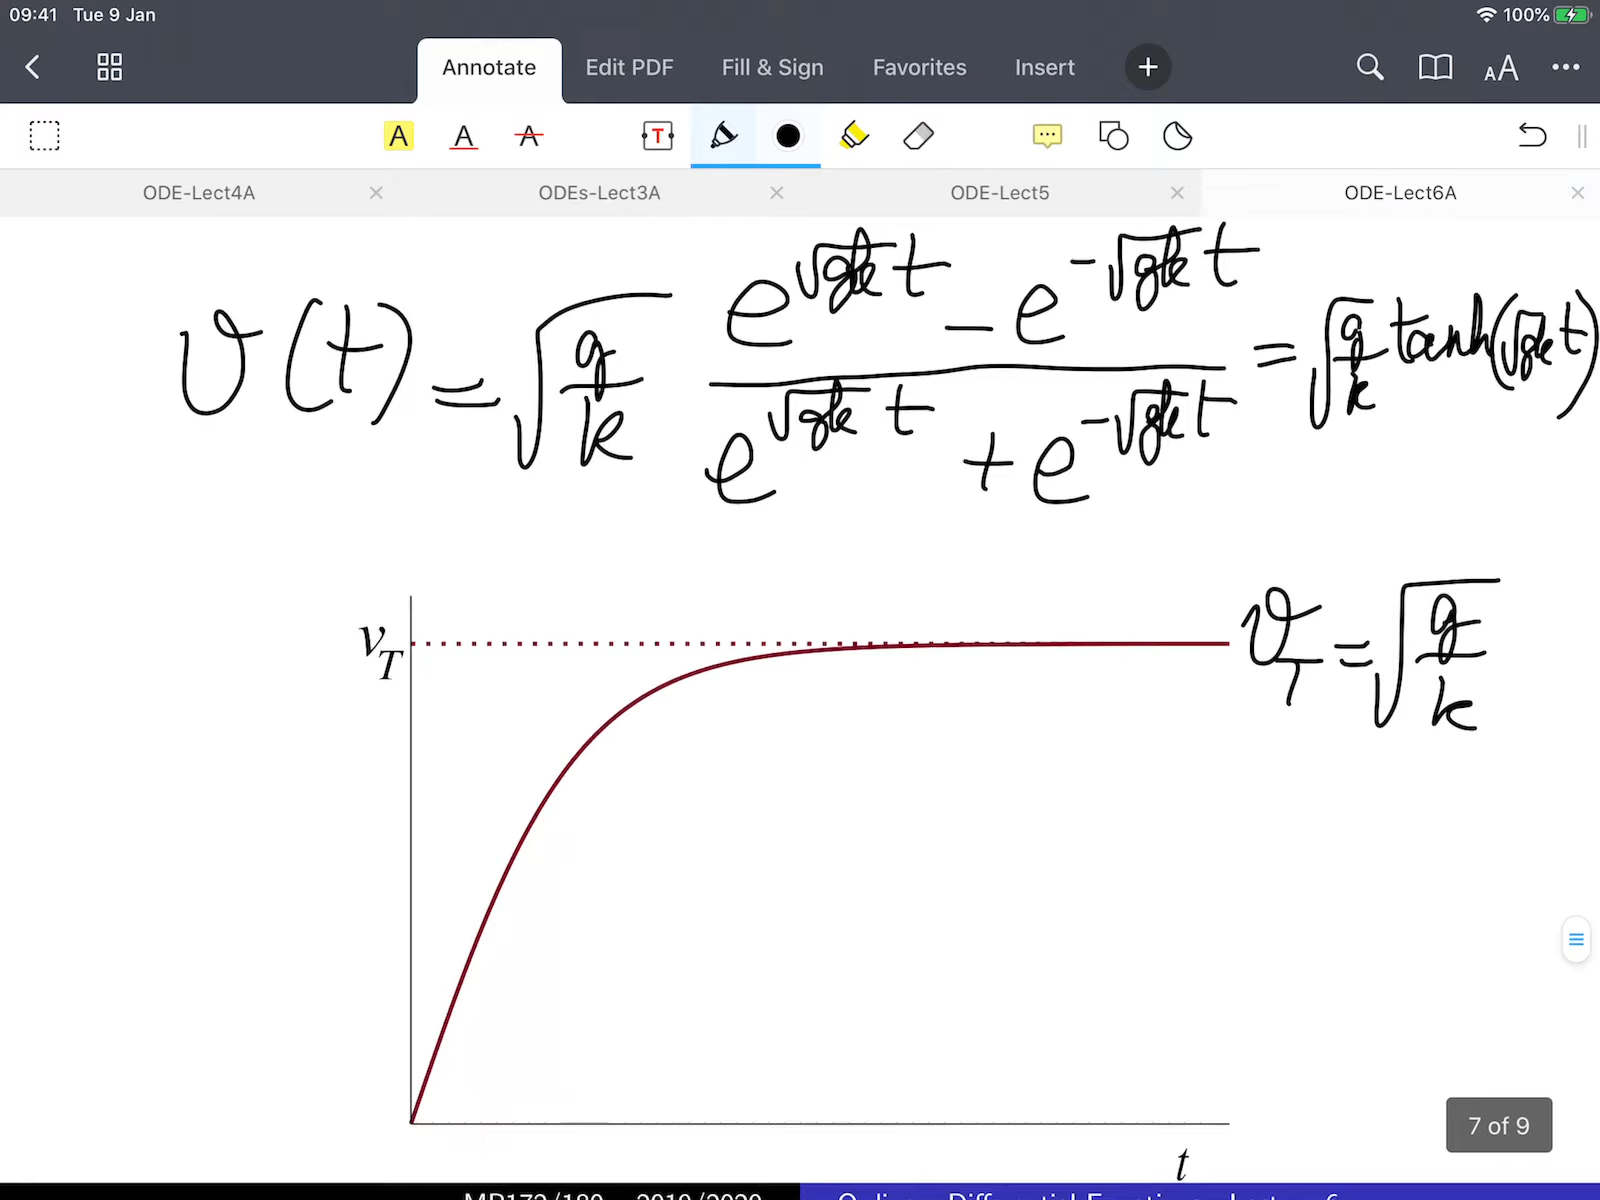 09:41 Tue 9 Jan 100%
Annotate Edit PDF Fill & Sign Favorites Insert + AA
A A A T
ODE-Lect4A × ODEs-Lect3A × ODE-Lect5 × ODE-Lect6A ×
v(t) = √(g/k) (e^(√gk t) − e^(−√gk t))/(e^(√gk t) + e^(−√gk t)) = √(g/k) tanh(√gk t)
v_T
v_T = √(g/k)
7 of 9
t